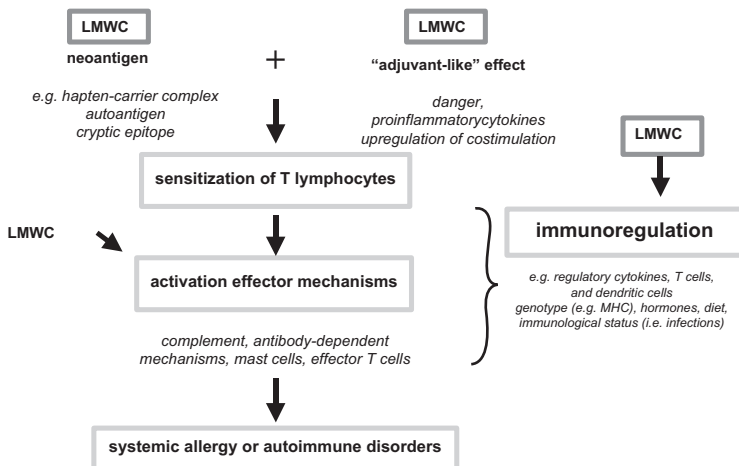 LMWC
neoantigen
+
LMWC
“adjuvant-like” effect
e.g. hapten-carrier complex
autoantigen
cryptic epitope
danger,
proinflammatorycytokines
upregulation of costimulation
LMWC
sensitization of T lymphocytes
LMWC
immunoregulation
activation effector mechanisms
e.g. regulatory cytokines, T cells,
and dendritic cells
genotype (e.g. MHC), hormones, diet,
immunological status (i.e. infections)
complement, antibody-dependent
mechanisms, mast cells, effector T cells
systemic allergy or autoimmune disorders